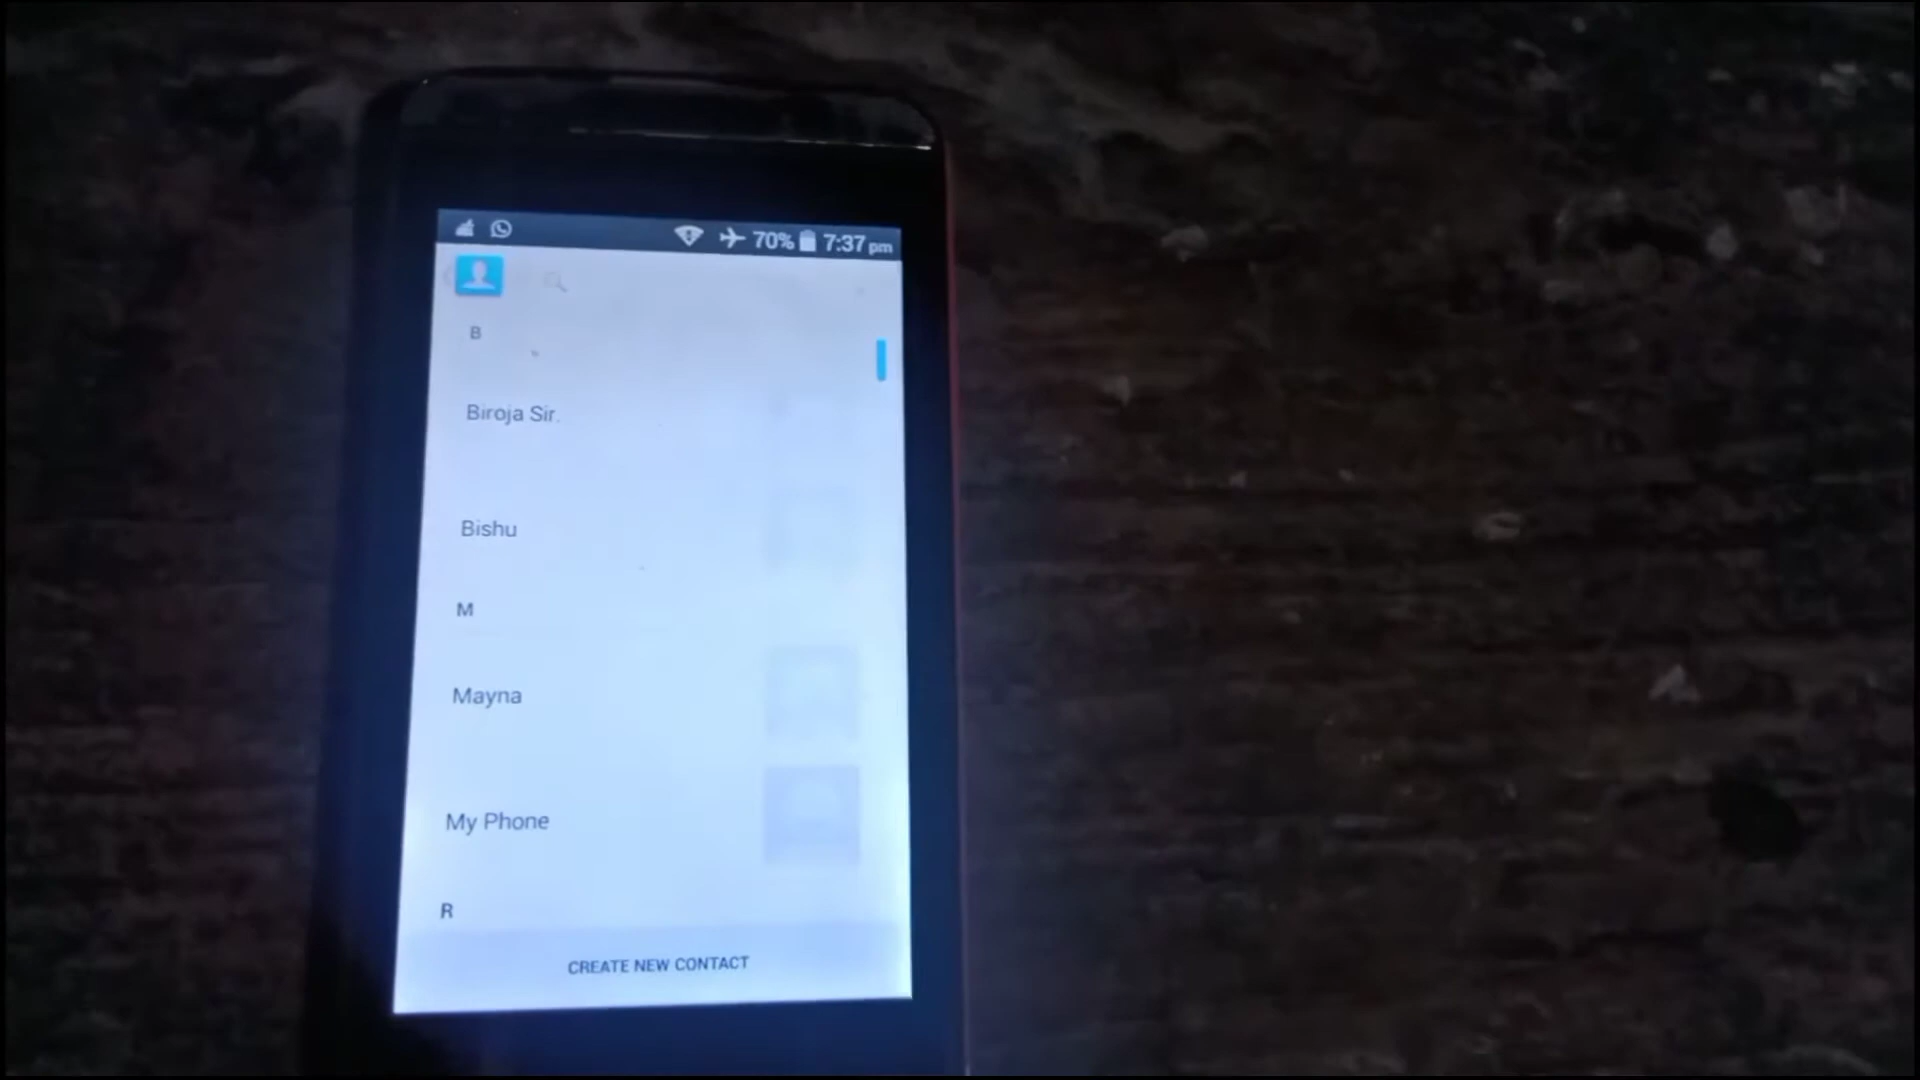 70% 7:37 pm
B
Biroja Sir.
Bishu
M
Mayna
My Phone
R
CREATE NEW CONTACT